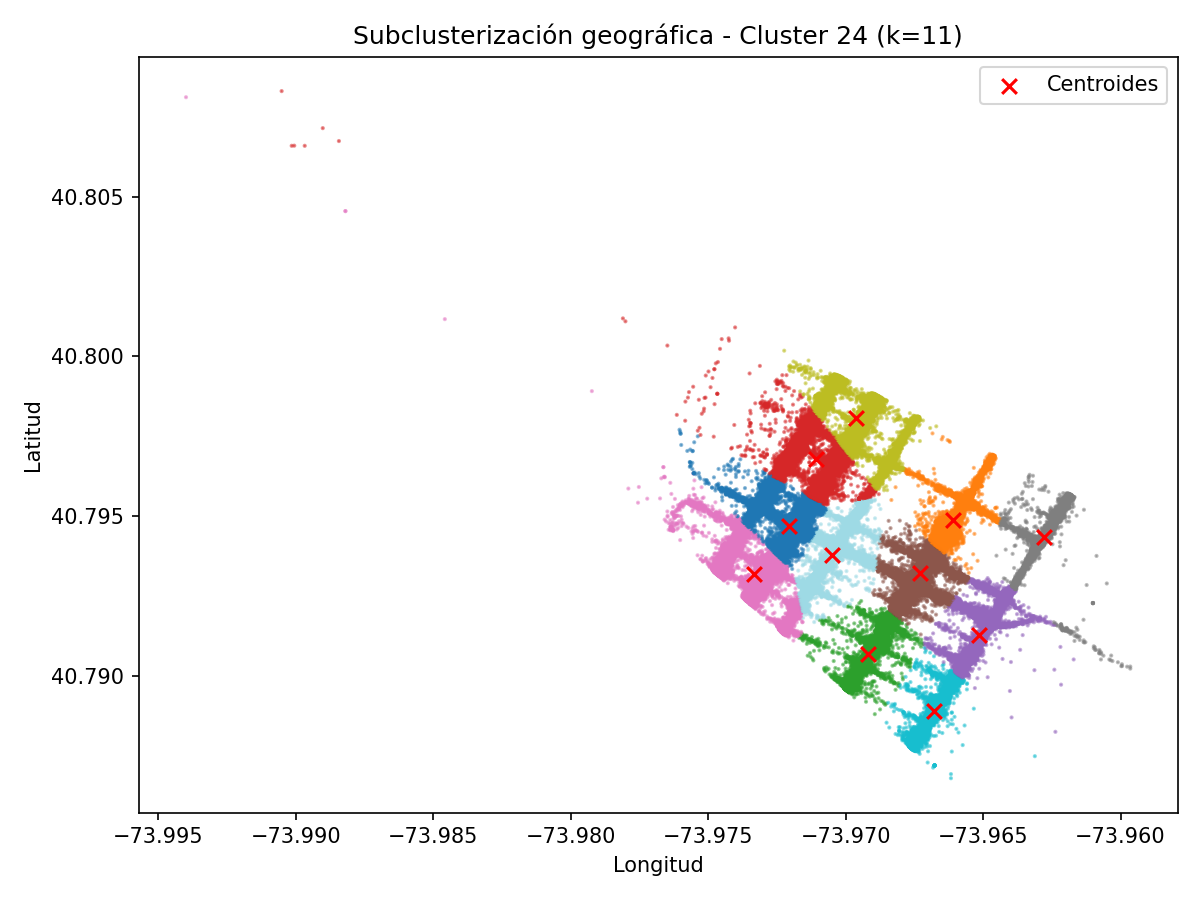 Subclusterización geográfica - Cluster 24 (k=11)
Centroides
Latitud
40.805
40.800
40.795
40.790
−73.995 −73.990 −73.985 −73.980 −73.975 −73.970 −73.965 −73.960
Longitud